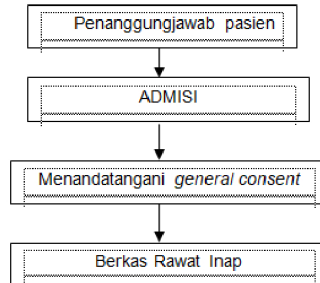 Penanggungjawab pasien
ADMISI
Menandatangani general consent
Berkas Rawat Inap